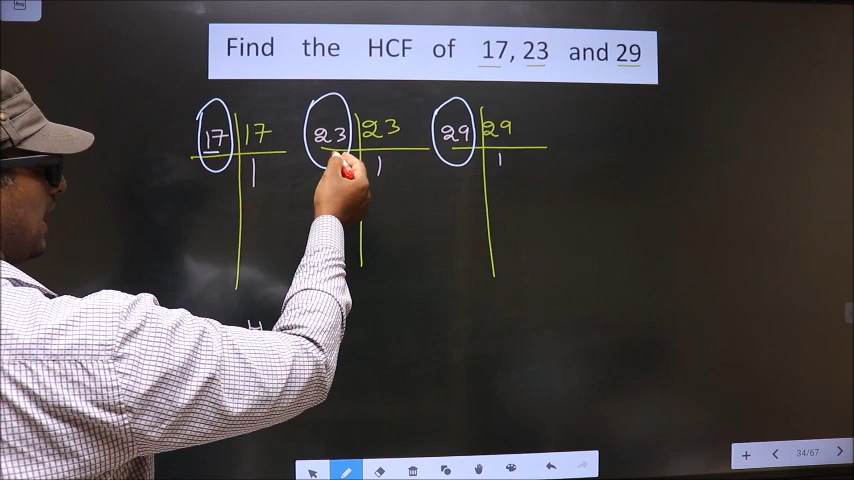 Find the HCF of 17, 23 and 29
17 17 23 23 29 29
1 1 1
H
34/67